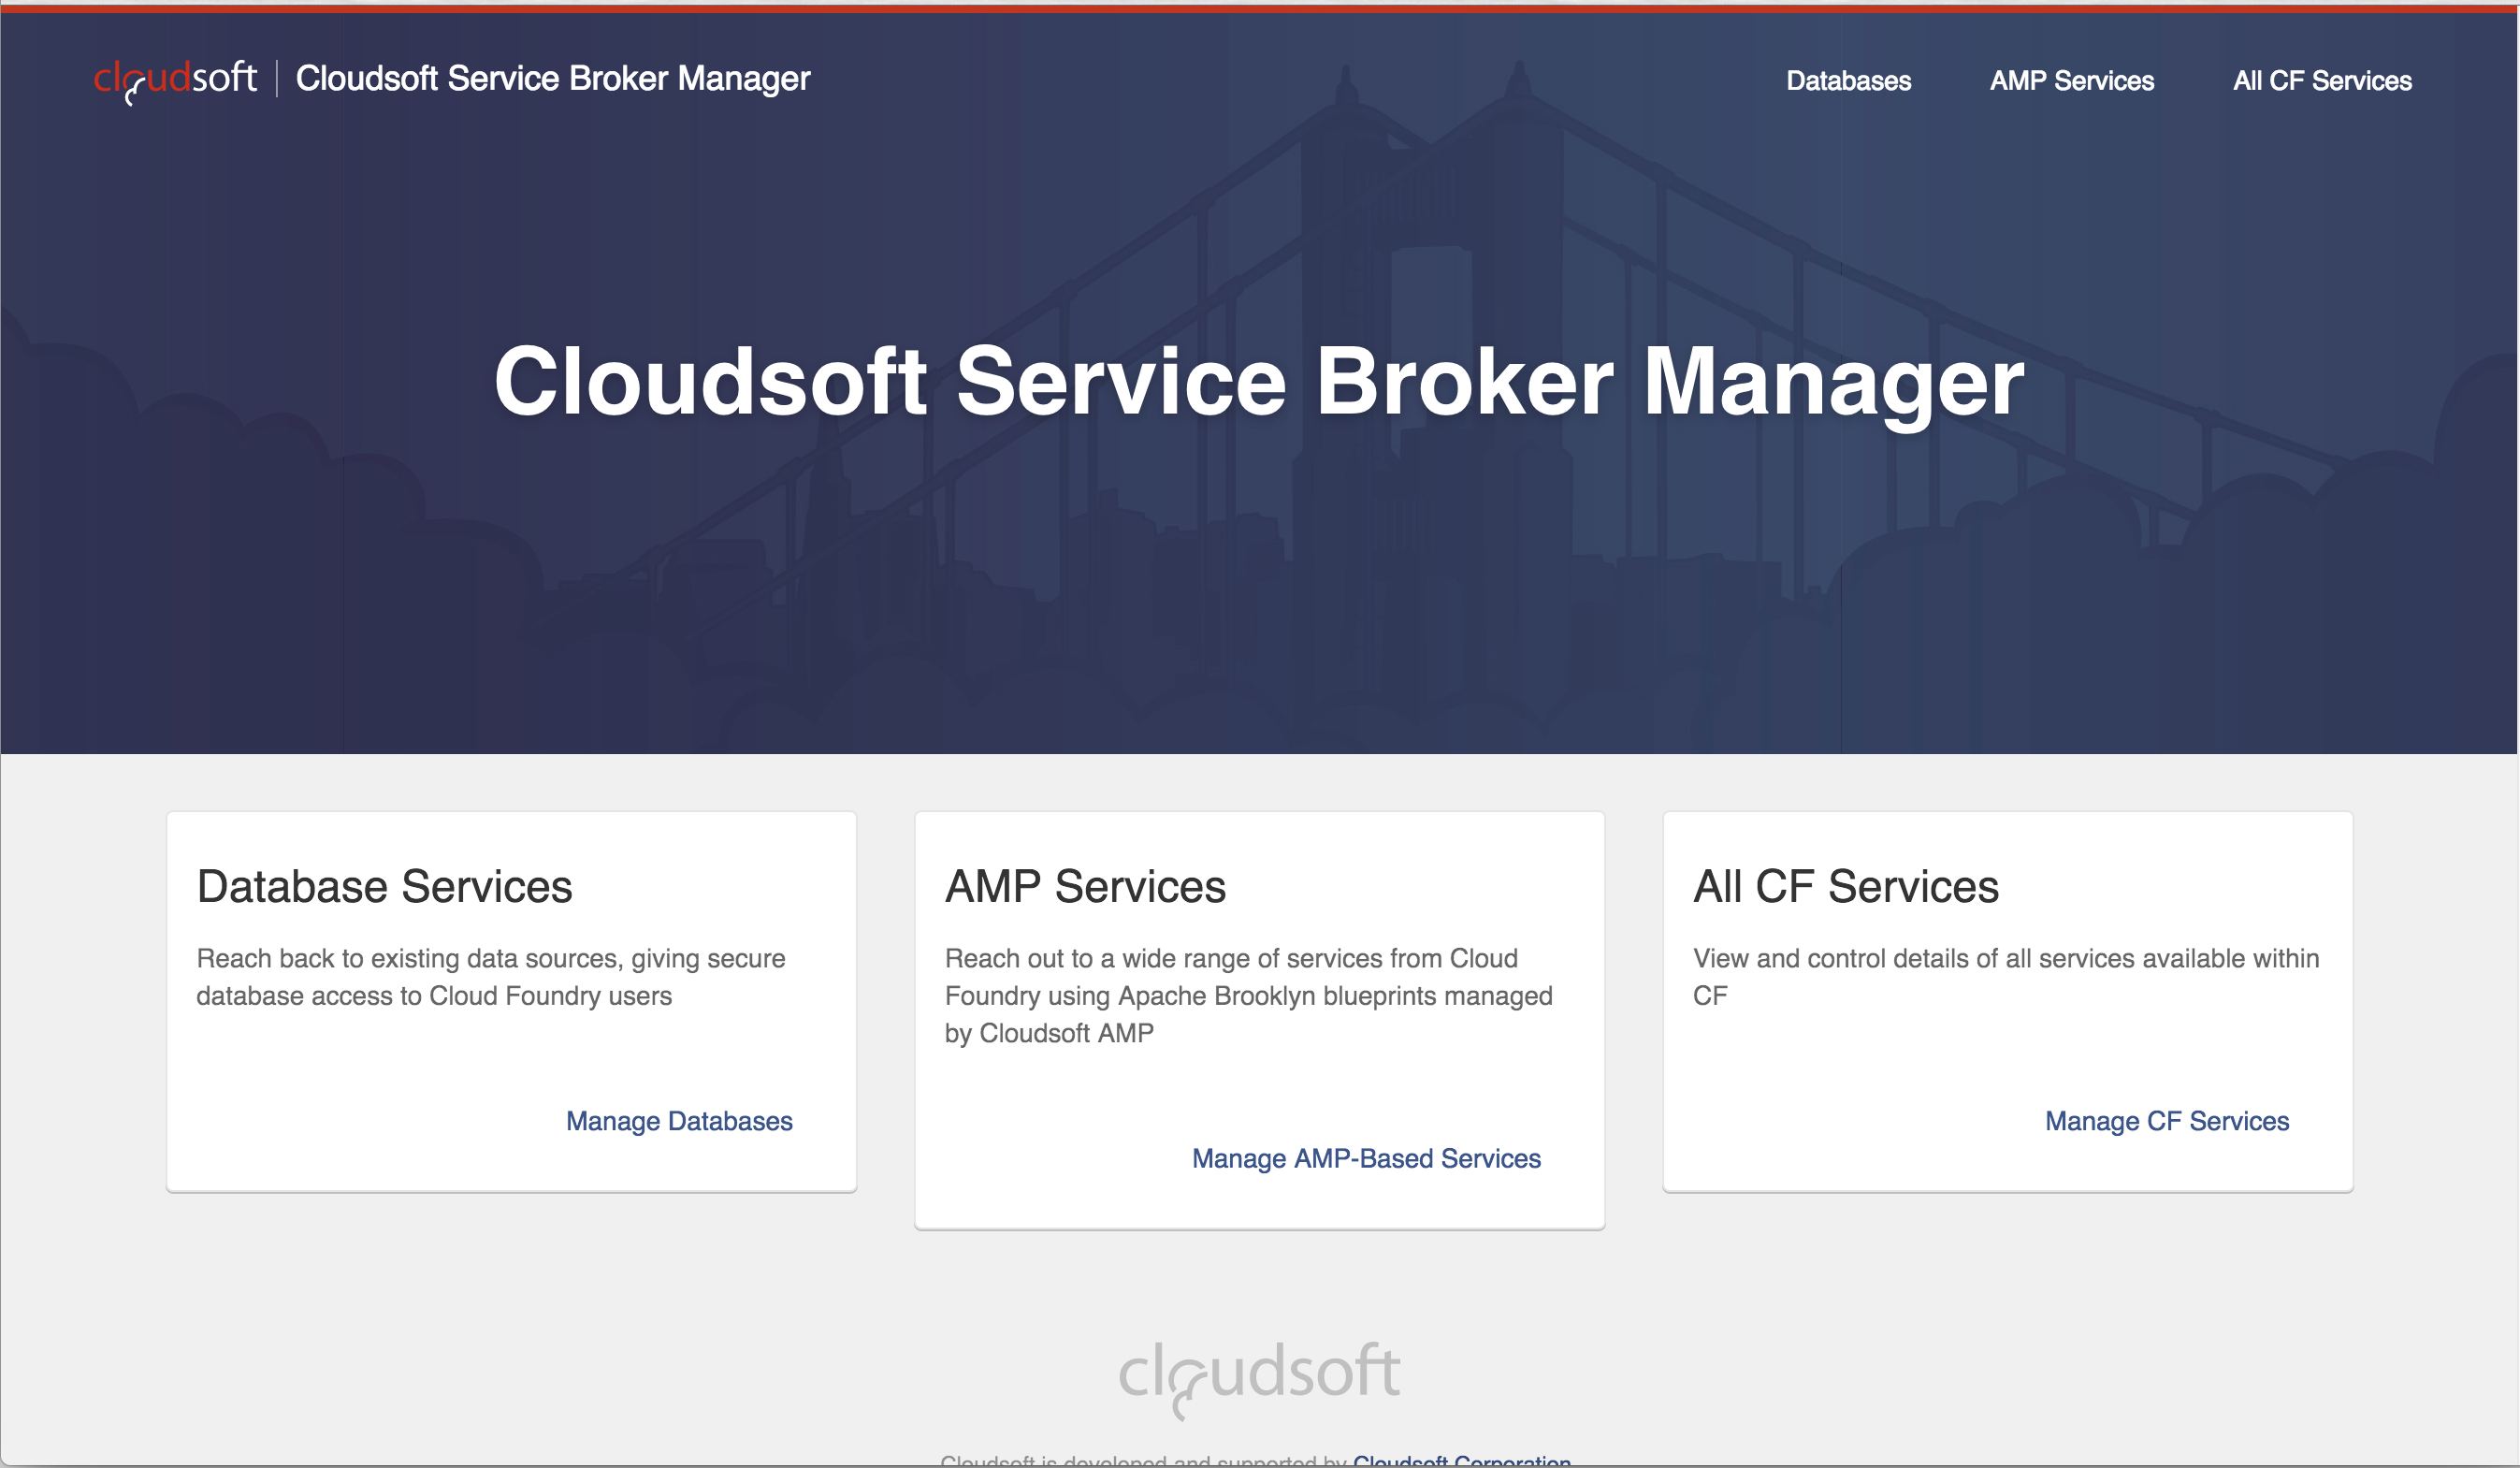 cloudsoft | Cloudsoft Service Broker Manager
Databases
AMP Services
All CF Services
Cloudsoft Service Broker Manager
Database Services
Reach back to existing data sources, giving secure
database access to Cloud Foundry users
Manage Databases
AMP Services
Reach out to a wide range of services from Cloud
Foundry using Apache Brooklyn blueprints managed
by Cloudsoft AMP
Manage AMP-Based Services
All CF Services
View and control details of all services available within
CF
Manage CF Services
cloudsoft
Cloudsoft is developed and supported by Cloudsoft Corporation